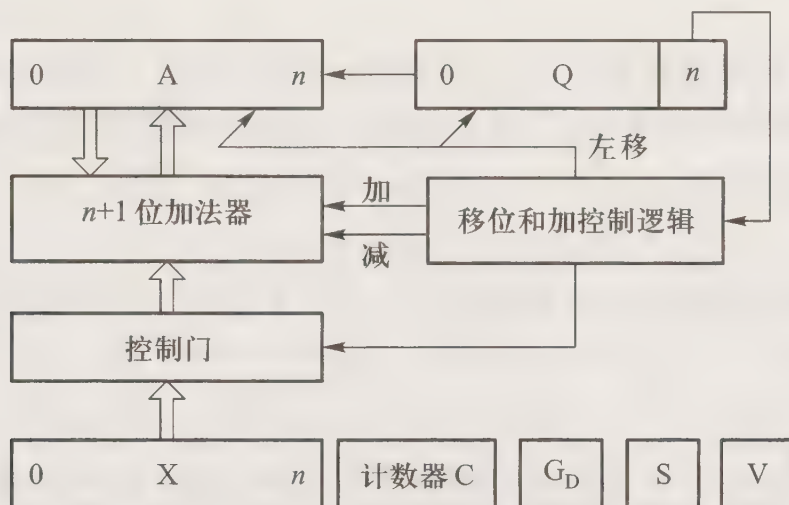 0 A n
0 Q n
左移
n+1 位加法器
加
减
移位和加控制逻辑
控制门
0 X n
计数器 C
G_D
S
V